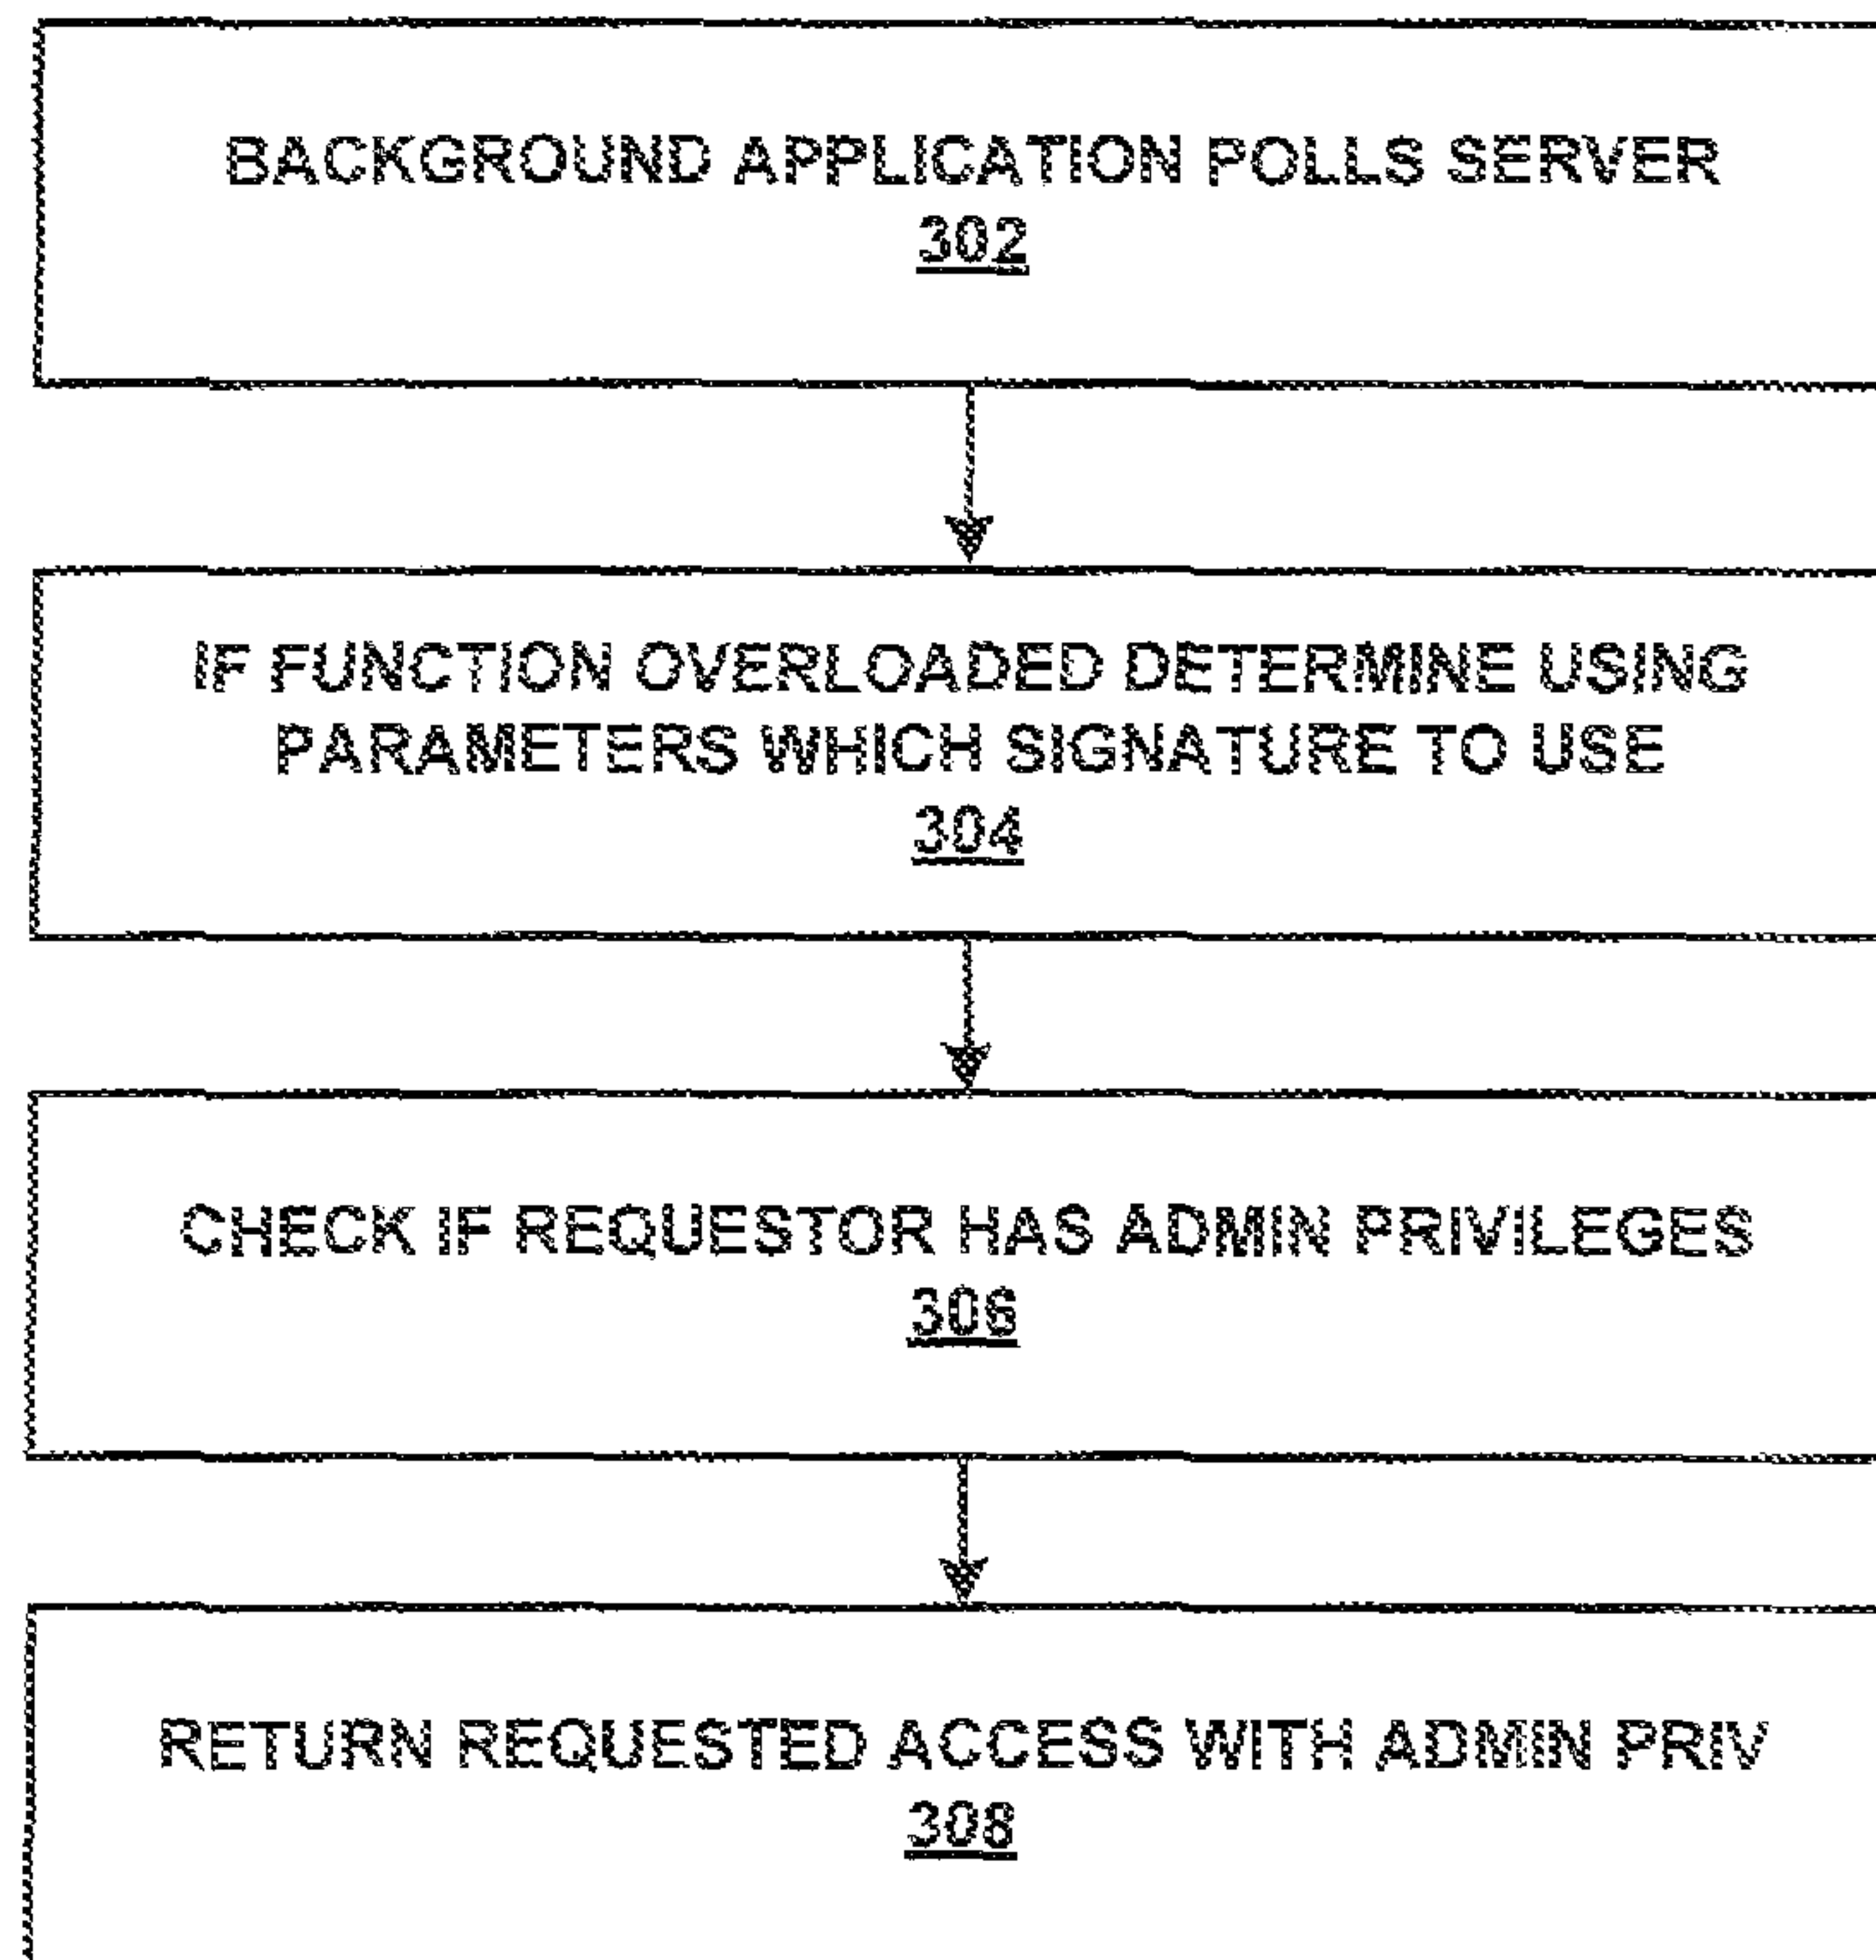 BACKGROUND APPLICATION POLLS SERVER
302
IF FUNCTION OVERLOADED DETERMINE USING
PARAMETERS WHICH SIGNATURE TO USE
304
CHECK IF REQUESTOR HAS ADMIN PRIVILEGES
306
RETURN REQUESTED ACCESS WITH ADMIN PRIV
308